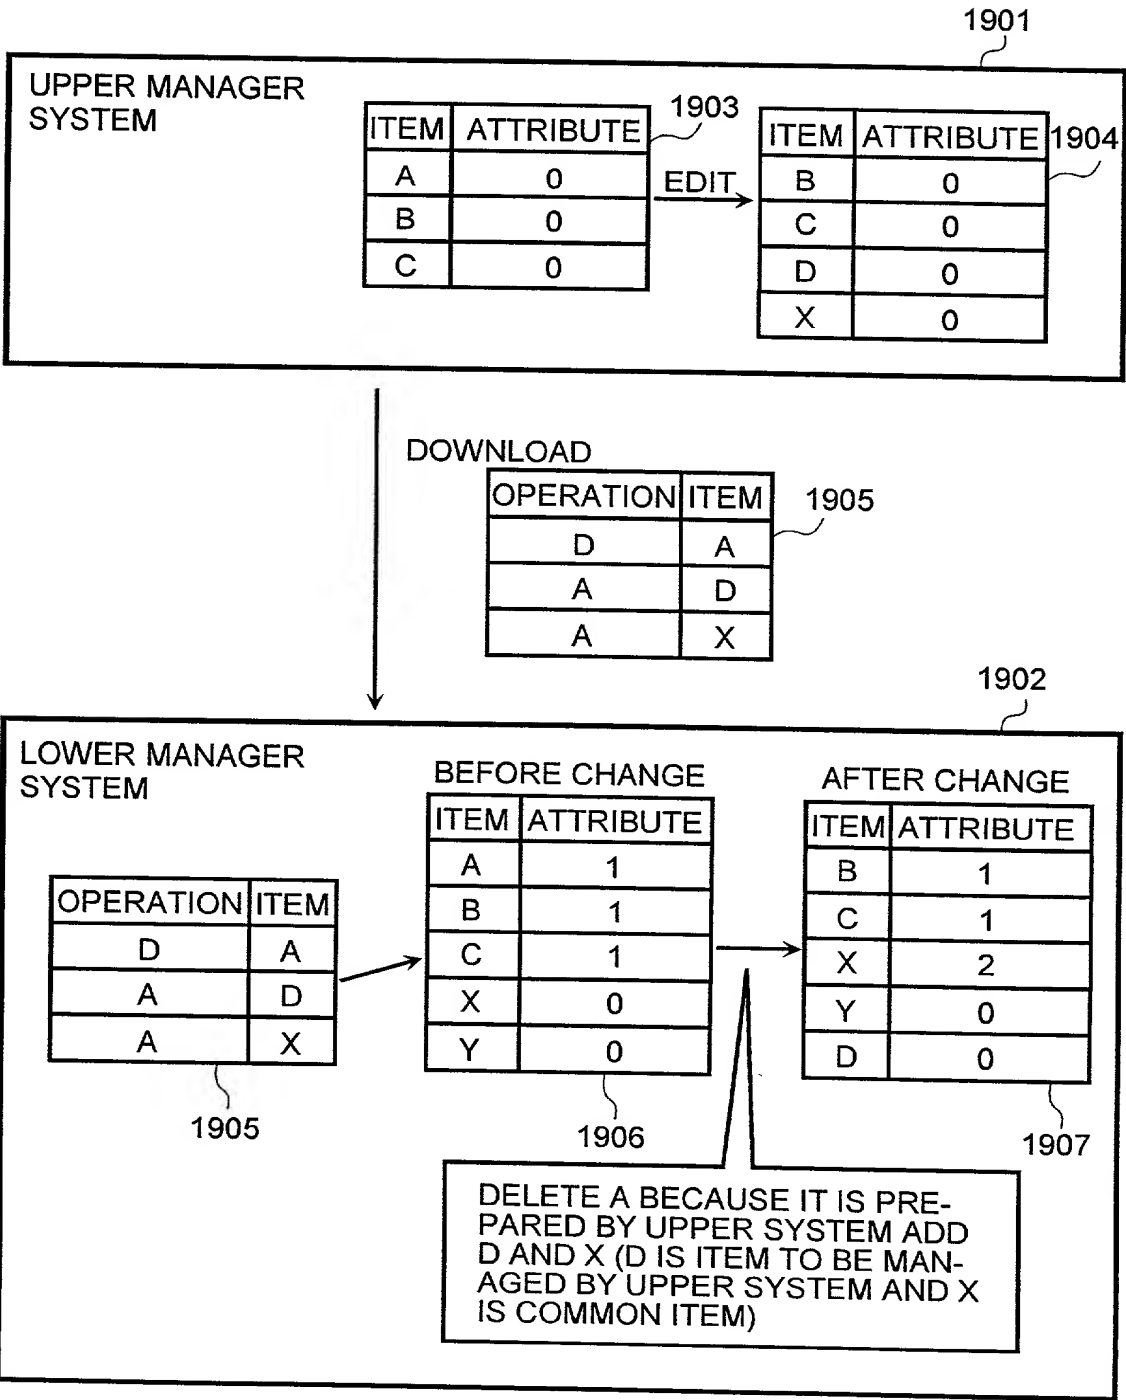 1901
UPPER MANAGER
SYSTEM
1903
ITEM ATTRIBUTE
A 0
B 0
C 0
EDIT
1904
ITEM ATTRIBUTE
B 0
C 0
D 0
X 0
DOWNLOAD
1905
OPERATION ITEM
D A
A D
A X
1902
LOWER MANAGER
SYSTEM
OPERATION ITEM
D A
A D
A X
1905
BEFORE CHANGE
ITEM ATTRIBUTE
A 1
B 1
C 1
X 0
Y 0
1906
AFTER CHANGE
ITEM ATTRIBUTE
B 1
C 1
X 2
Y 0
D 0
1907
DELETE A BECAUSE IT IS PRE-
PARED BY UPPER SYSTEM ADD
D AND X (D IS ITEM TO BE MAN-
AGED BY UPPER SYSTEM AND X
IS COMMON ITEM)